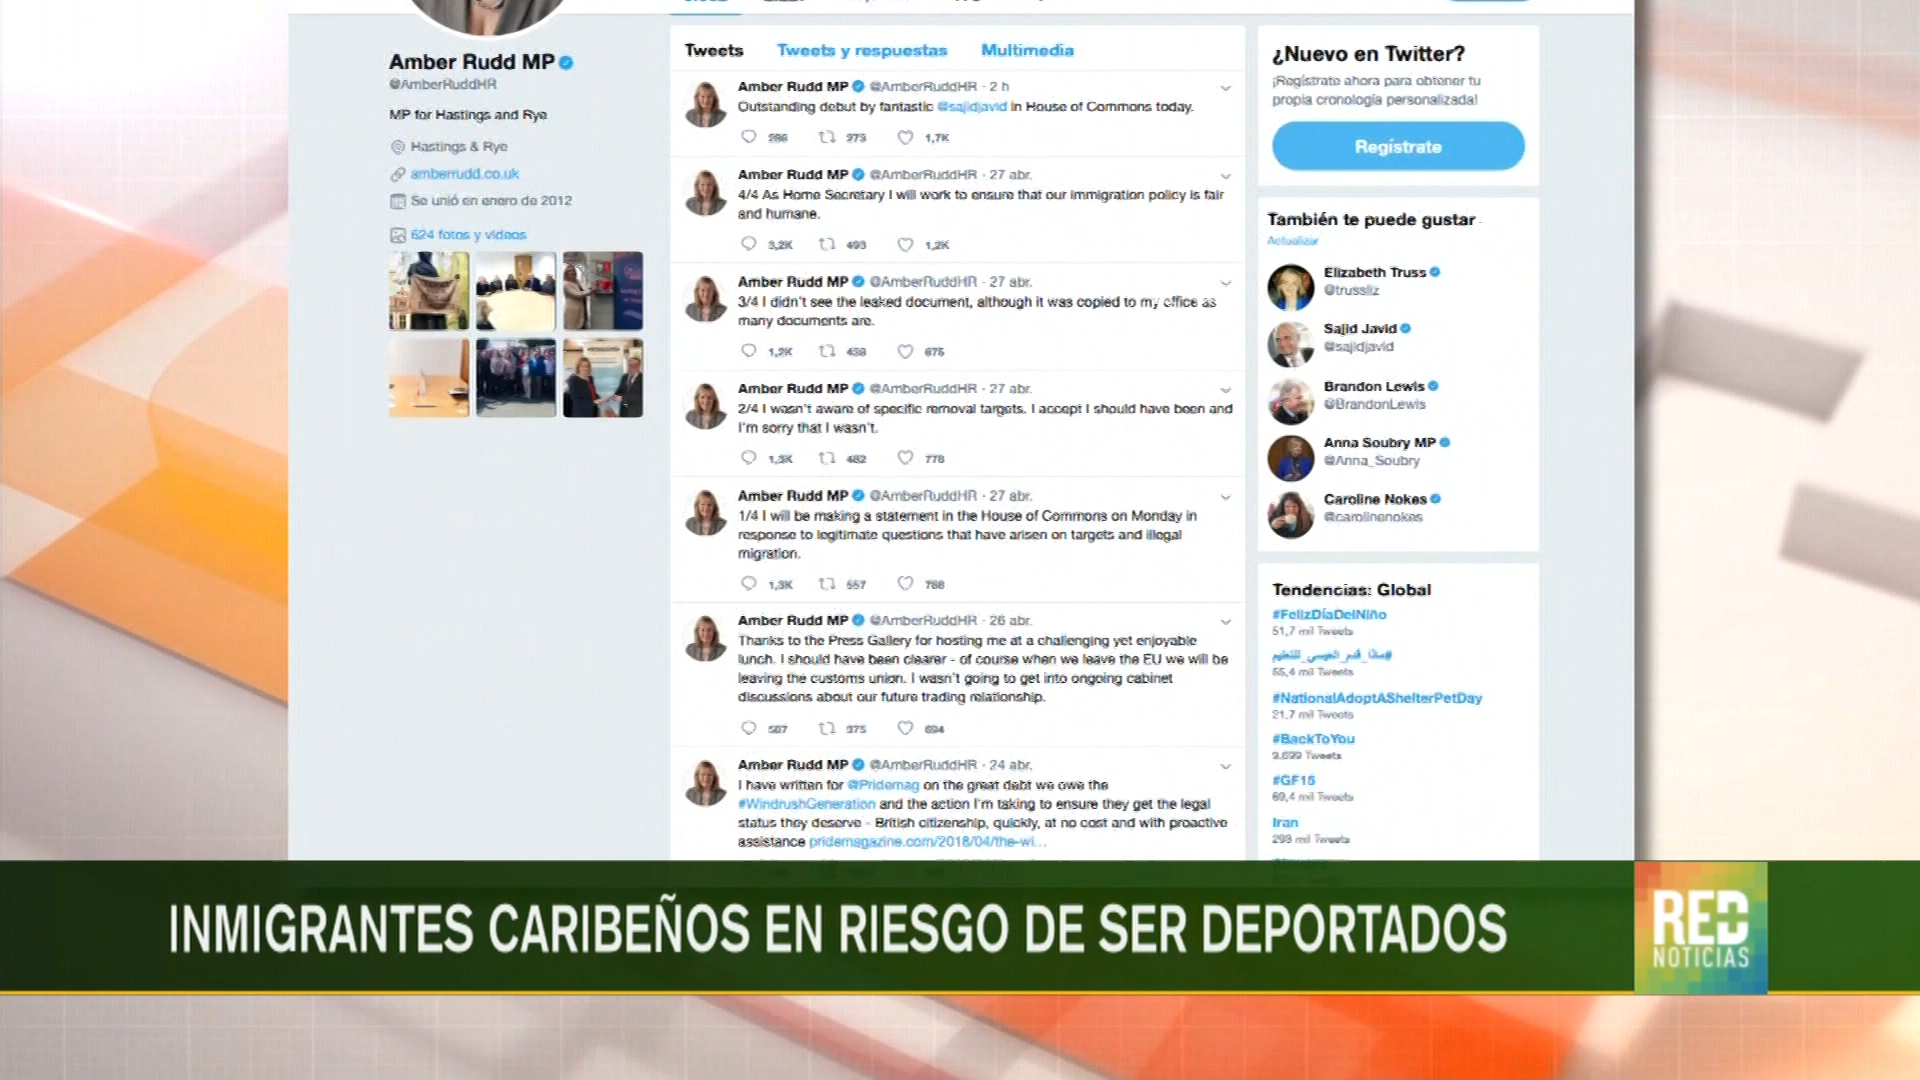 Amber Rudd MP
@AmberRuddHR
MP for Hastings and Rye
Hastings & Rye
amberrudd.co.uk
Se unió en enero de 2012
624 fotos y videos
Tweets Tweets y respuestas Multimedia
Amber Rudd MP @AmberRuddHR · 2 h
Outstanding debut by fantastic @sajidjavid in House of Commons today.
286 273 1,7K
Amber Rudd MP @AmberRuddHR · 27 abr.
4/4 As Home Secretary I will work to ensure that our immigration policy is fair
and humane.
3,2K 493 1,2K
Amber Rudd MP @AmberRuddHR · 27 abr.
3/4 I didn't see the leaked document, although it was copied to my office as
many documents are.
1,2K 438 675
Amber Rudd MP @AmberRuddHR · 27 abr.
2/4 I wasn't aware of specific removal targets. I accept I should have been and
I'm sorry that I wasn't.
1,3K 482 778
Amber Rudd MP @AmberRuddHR · 27 abr.
1/4 I will be making a statement in the House of Commons on Monday in
response to legitimate questions that have arisen on targets and illegal
migration.
1,3K 557 788
Amber Rudd MP @AmberRuddHR · 26 abr.
Thanks to the Press Gallery for hosting me at a challenging yet enjoyable
lunch. I should have been clearer - of course when we leave the EU we will be
leaving the customs union. I wasn't going to get into ongoing cabinet
discussions about our future trading relationship.
587 375 694
Amber Rudd MP @AmberRuddHR · 24 abr.
I have written for @Pridemag on the great debt we owe the
#WindrushGeneration and the action I'm taking to ensure they get the legal
status they deserve - British citizenship, quickly, at no cost and with proactive
assistance pridemagazine.com/2018/04/the-wi...
¿Nuevo en Twitter?
¡Regístrate ahora para obtener tu
propia cronología personalizada!
Regístrate
También te puede gustar
Actualizar
Elizabeth Truss
@trussliz
Sajid Javid
@sajidjavid
Brandon Lewis
@BrandonLewis
Anna Soubry MP
@Anna_Soubry
Caroline Nokes
@carolinenokes
Tendencias: Global
#FelizDíaDelNiño
51,7 mil Tweets
55,4 mil Tweets
#NationalAdoptAShelterPetDay
21,7 mil Tweets
#BackToYou
Tweets
#GF15
69,4 mil Tweets
Iran
293 mil Tweets
INMIGRANTES CARIBEÑOS EN RIESGO DE SER DEPORTADOS
RED
NOTICIAS